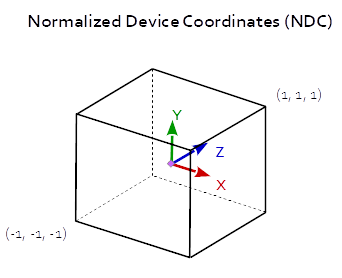 Normalized Device Coordinates (NDC)
(1, 1, 1)
Y
Z
X
(-1, -1, -1)